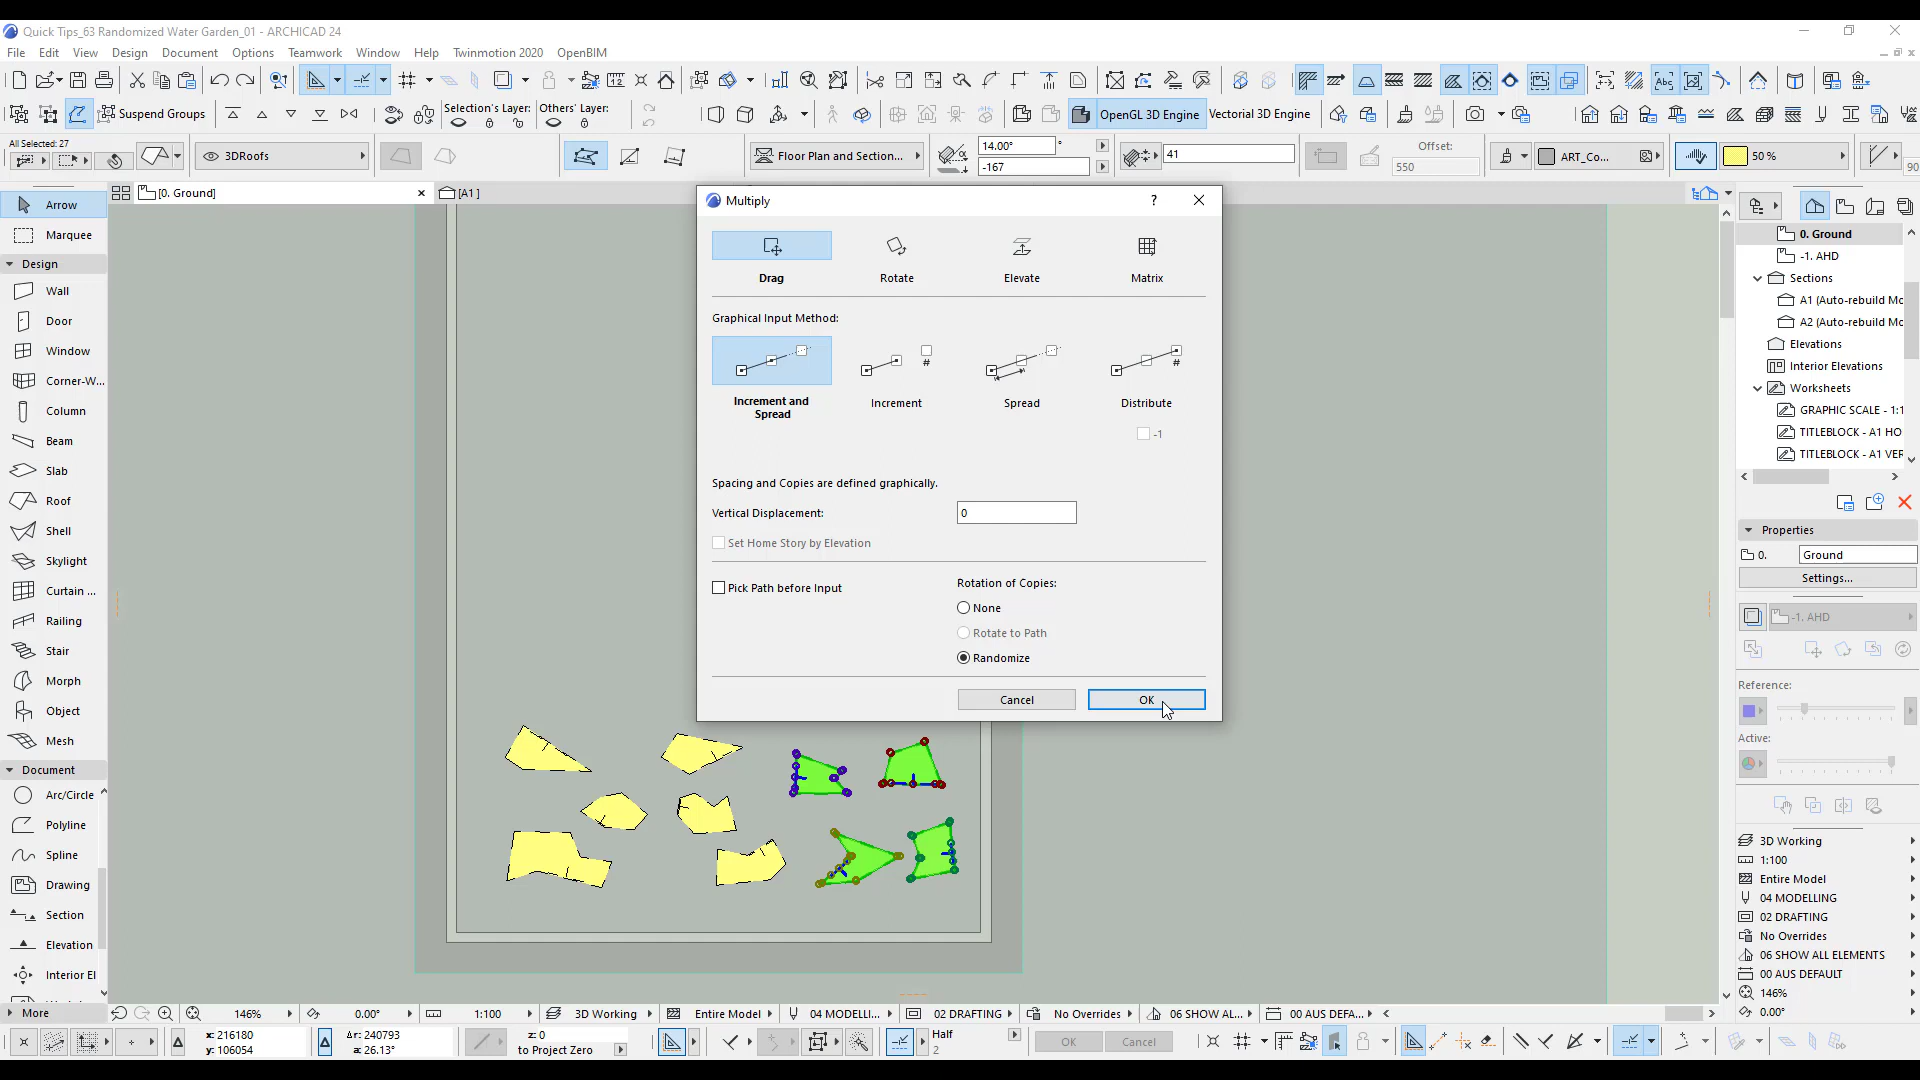 Quick Tips_63 Randomized Water Garden_01 - ARCHICAD 24
File Edit View Design Document Options Teamwork Window Help Twinmotion 2020 OpenBIM
Suspend Groups
Selection's Layer: Others' Layer:
OpenGL 3D Engine Vectorial 3D Engine
All Selected: 27
3DRoofs
Floor Plan and Section...
14.00° °
-167
41
Offset:
550
ART_Co...
50 %
90
[0. Ground]
[A1 ]
Arrow
Marquee
Design
Wall
Door
Window
Corner-W...
Column
Beam
Slab
Roof
Shell
Skylight
Curtain ...
Railing
Stair
Morph
Object
Mesh
Document
Arc/Circle
Polyline
Spline
Drawing
Section
Elevation
Interior El
More
Multiply
?
Drag Rotate Elevate Matrix
Graphical Input Method:
# #
Increment and Spread
Increment
Spread
Distribute
-1
Spacing and Copies are defined graphically.
Vertical Displacement: 0
Set Home Story by Elevation
Pick Path before Input
Rotation of Copies:
None
Rotate to Path
Randomize
Cancel OK
0. Ground
-1. AHD
Sections
A1 (Auto-rebuild Mo
A2 (Auto-rebuild Mo
Elevations
Interior Elevations
Worksheets
GRAPHIC SCALE - 1:1
TITLEBLOCK - A1 HO
TITLEBLOCK - A1 VER
Properties
0. Ground
Settings...
-1. AHD
Reference:
Active:
3D Working
1:100
Entire Model
04 MODELLING
02 DRAFTING
No Overrides
06 SHOW ALL ELEMENTS
00 AUS DEFAULT
146%
0.00°
146% 0.00° 1:100 3D Working Entire Model 04 MODELLI... 02 DRAFTING No Overrides 06 SHOW AL... 00 AUS DEFA...
x: 216180
y: 106054
Δr: 240793
a: 26.13°
z: 0
to Project Zero
Half
2
OK Cancel